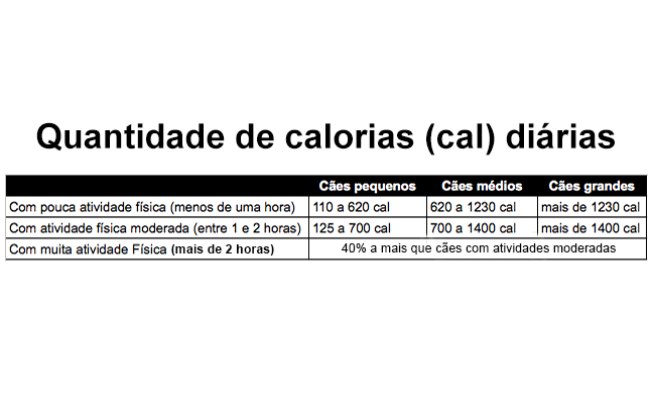 Quantidade de calorias (cal) diárias
Cães pequenos Cães médios Cães grandes
Com pouca atividade física (menos de uma hora) 110 a 620 cal 620 a 1230 cal mais de 1230 cal
Com atividade física moderada (entre 1 e 2 horas) 125 a 700 cal 700 a 1400 cal mais de 1400 cal
Com muita atividade Física (mais de 2 horas) 40% a mais que cães com atividades moderadas